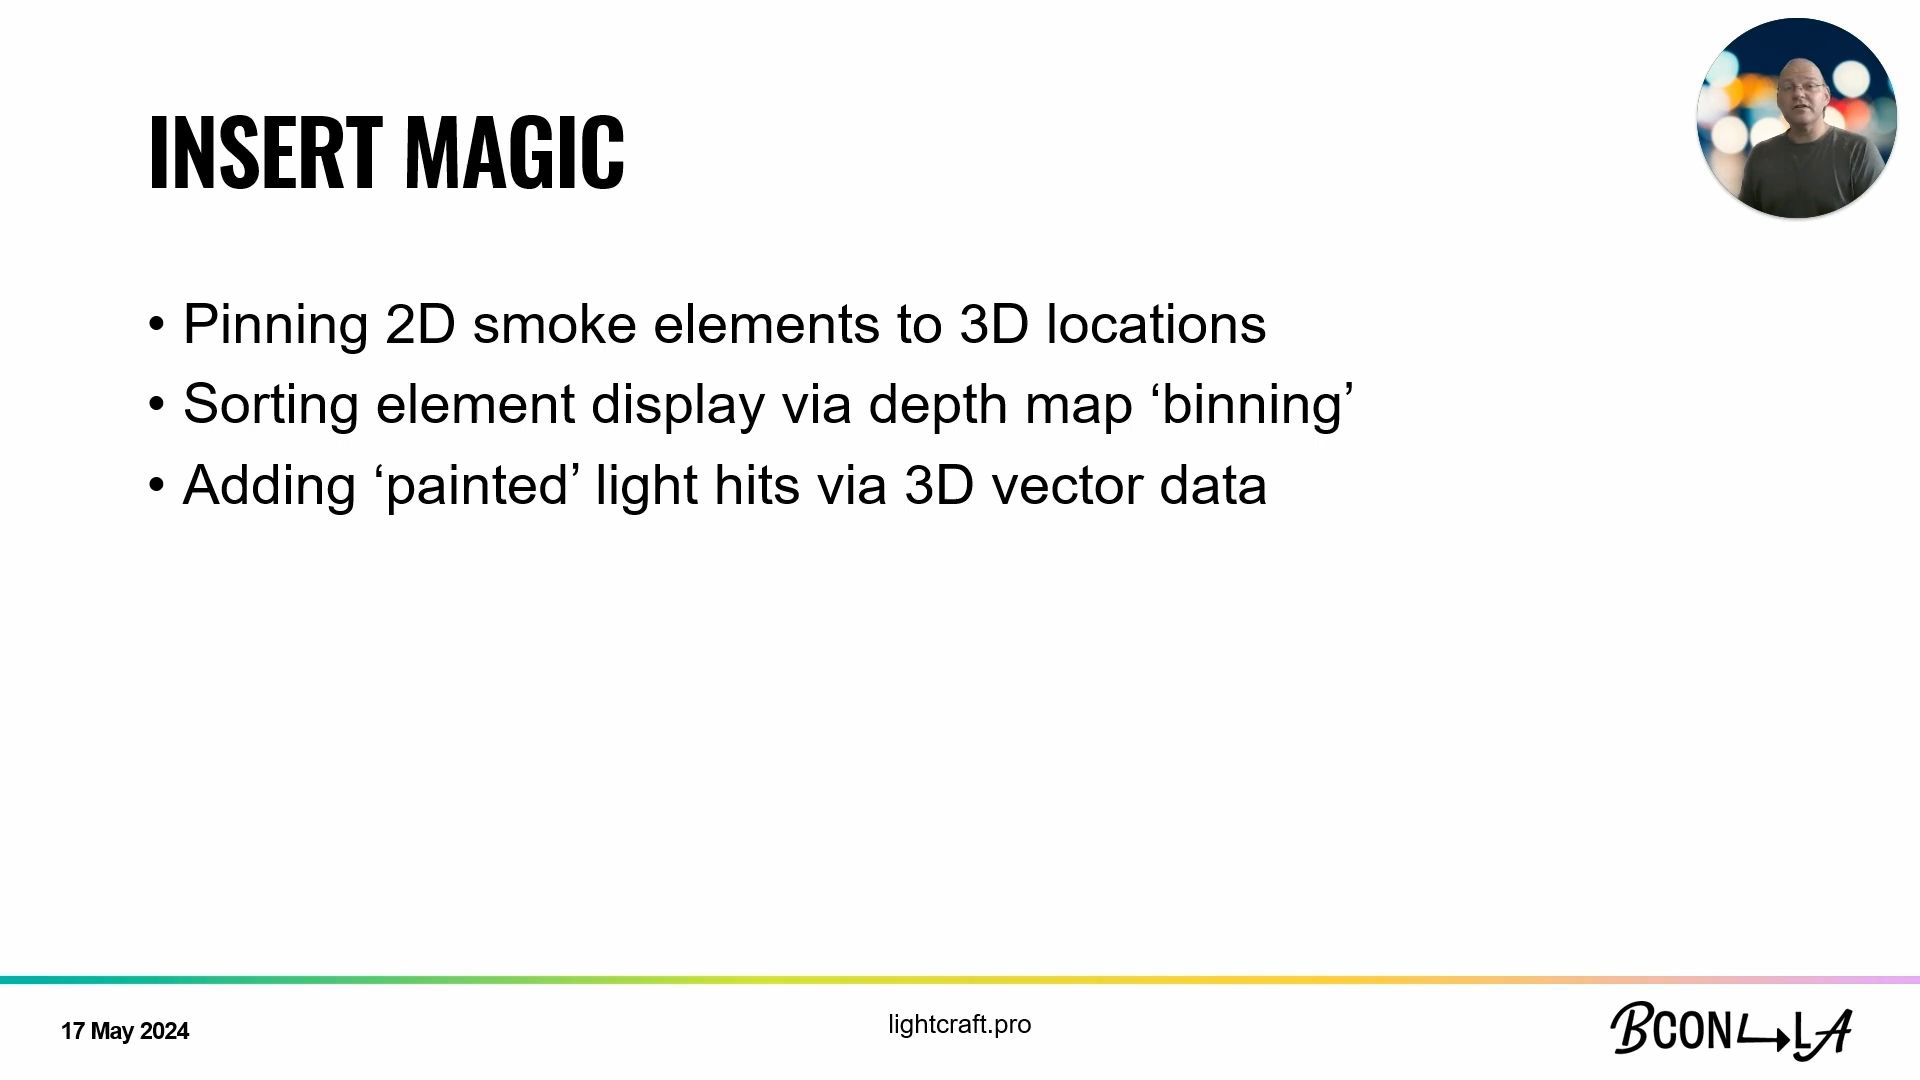 INSERT MAGIC
• Pinning 2D smoke elements to 3D locations
• Sorting element display via depth map ‘binning’
• Adding ‘painted’ light hits via 3D vector data
17 May 2024
lightcraft.pro
BCON LA